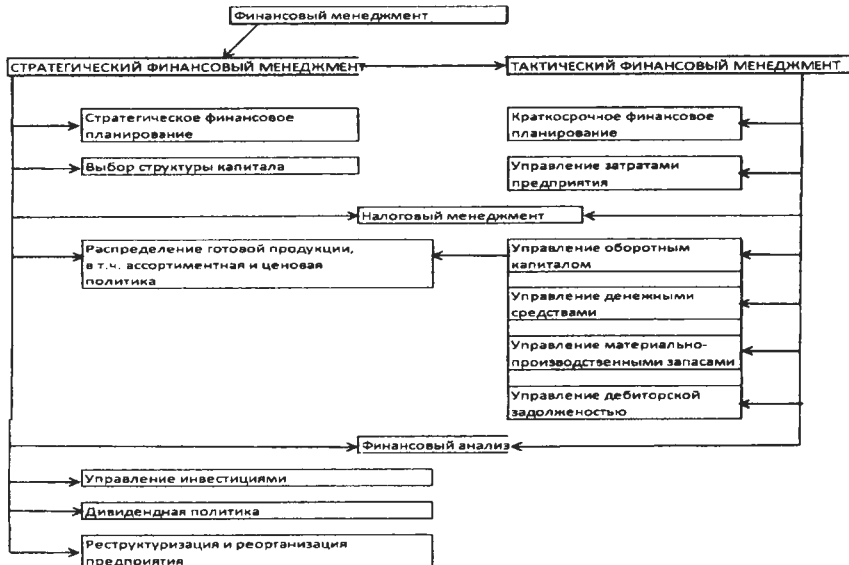 Финансовый менеджмент
СТРАТЕГИЧЕСКИЙ ФИНАНСОВЫЙ МЕНЕДЖМЕНТ
ТАКТИЧЕСКИЙ ФИНАНСОВЫЙ МЕНЕДЖМЕНТ
Стратегическое финансовое
планирование
Краткосрочное финансовое
планирование
Выбор структуры капитала
Управление затратами
предприятия
Налоговый менеджмент
Распределение готовой продукции,
в т.ч. ассортиментная и ценовая
политика
Управление оборотным
капиталом
Управление денежными
средствами
Управление материально-
производственными запасами
Управление дебиторской
задолженостью
Финансовый анализ
Управление инвестициями
Дивидендная политика
Реструктуризация и реорганизация
предприятия